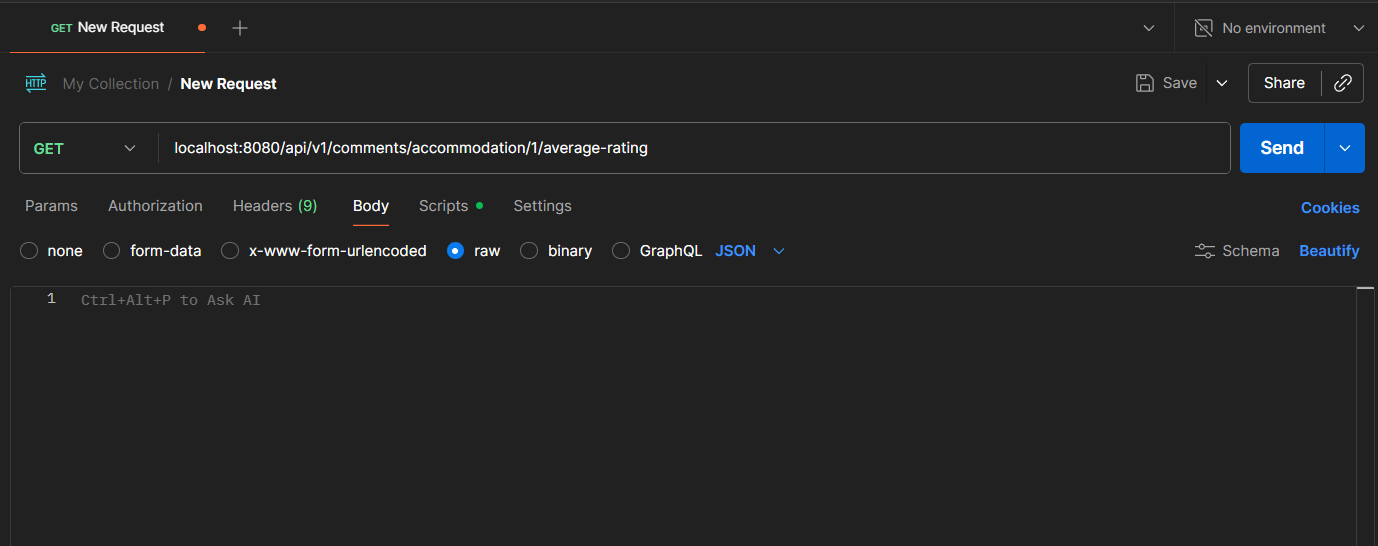 GET New Request
No environment
HTTP My Collection / New Request
Save
Share
GET
localhost:8080/api/v1/comments/accommodation/1/average-rating
Send
Params Authorization Headers (9) Body Scripts Settings
Cookies
none form-data x-www-form-urlencoded raw binary GraphQL JSON
Schema Beautify
1 Ctrl+Alt+P to Ask AI